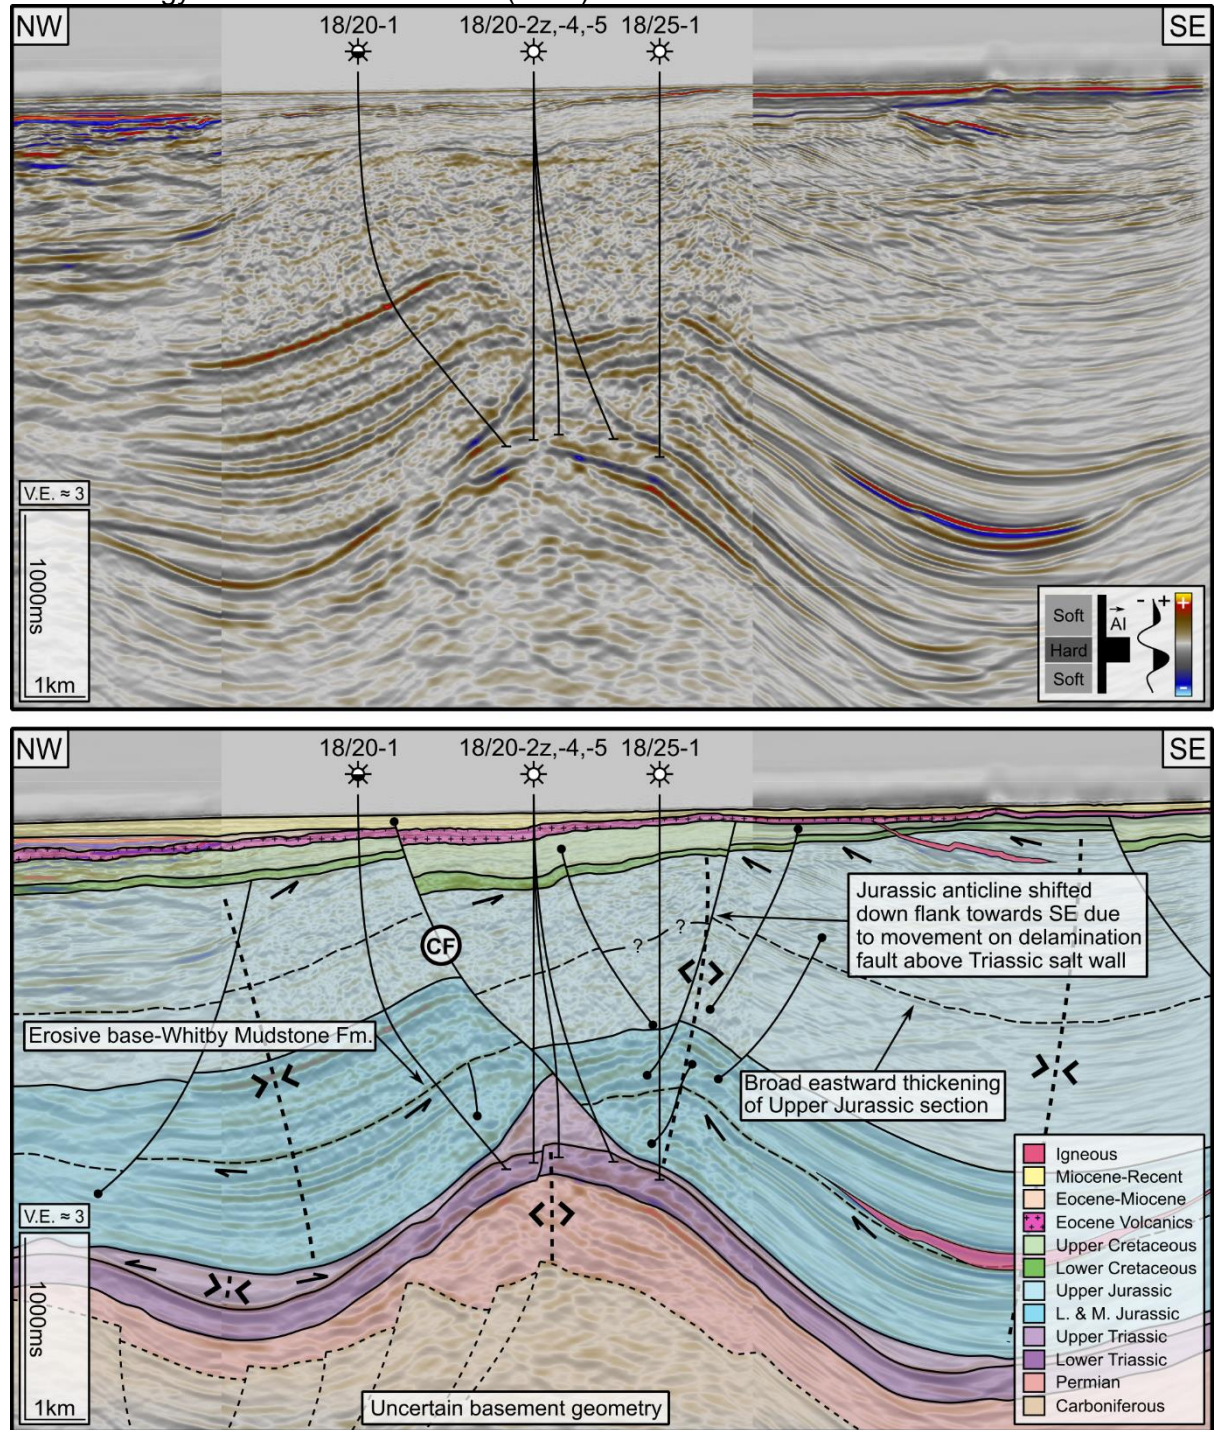 NW
18/20-1
18/20-2z,-4,-5
18/25-1
SE
V.E. ≈ 3
1000ms
1km
Soft
Hard
Soft
AI
- +
+
-
NW
18/20-1
18/20-2z,-4,-5
18/25-1
SE
CF
?
?
Jurassic anticline shifted
down flank towards SE due
to movement on delamination
fault above Triassic salt wall
Erosive base-Whitby Mudstone Fm.
Broad eastward thickening
of Upper Jurassic section
V.E. ≈ 3
1000ms
1km
Uncertain basement geometry
Igneous
Miocene-Recent
Eocene-Miocene
Eocene Volcanics
Upper Cretaceous
Lower Cretaceous
Upper Jurassic
L. & M. Jurassic
Upper Triassic
Lower Triassic
Permian
Carboniferous